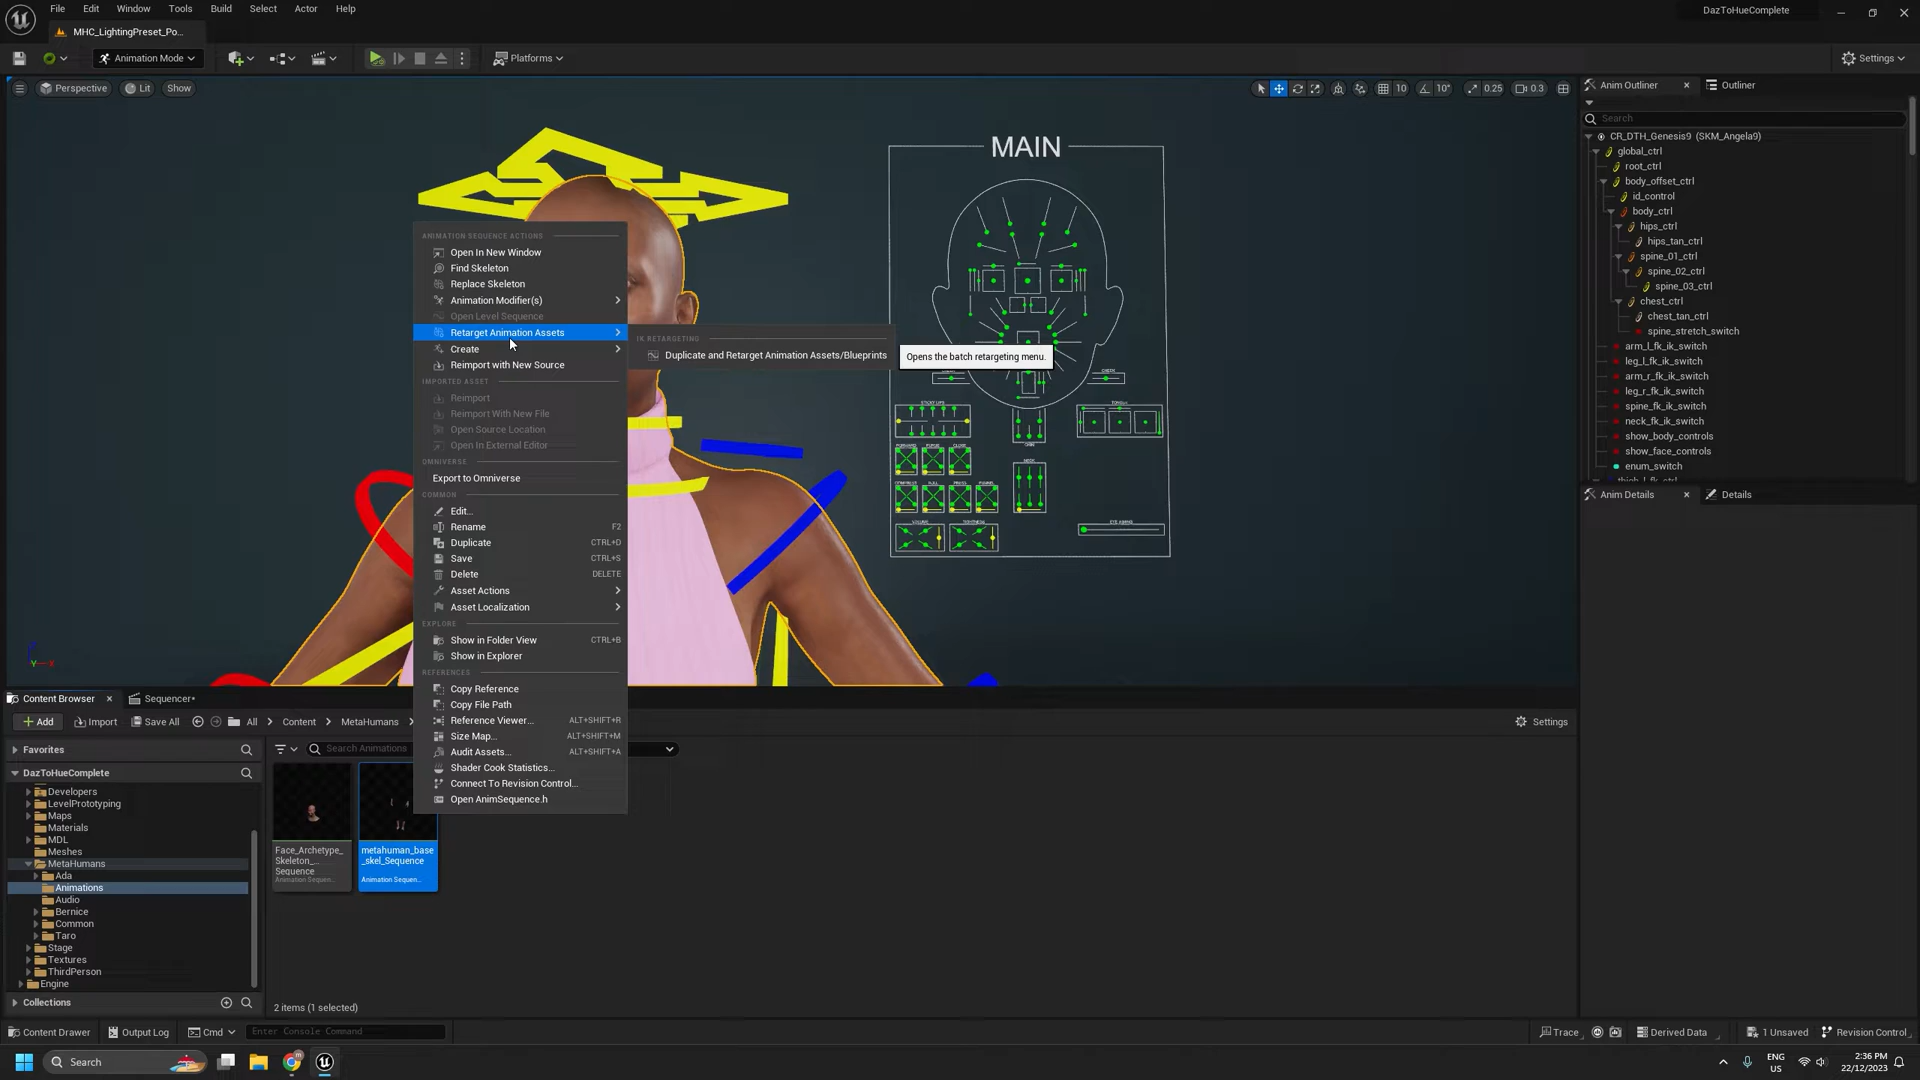 File Edit Window Tools Build Select Actor Help
DazToHueComplete
MHC_LightingPreset_Po...
Animation Mode
Platforms
Settings
Perspective
Lit
Show
10
10°
0.25
0.3
MAIN
TONGUE
NECK
ANIMATION SEQUENCE ACTIONS
Open In New Window
Find Skeleton
Replace Skeleton
Animation Modifier(s)
Open Level Sequence
Retarget Animation Assets
Create
Reimport with New Source
IMPORTED ASSET
Reimport
Reimport With New File
Open Source Location
Open In External Editor
OMNIVERSE
Export to Omniverse
COMMON
Edit...
Rename F2
Duplicate CTRL+D
Save CTRL+S
Delete DELETE
Asset Actions
Asset Localization
EXPLORE
Show in Folder View CTRL+B
Show in Explorer
REFERENCES
Copy Reference
Copy File Path
Reference Viewer... ALT+SHIFT+R
Size Map... ALT+SHIFT+M
Audit Assets... ALT+SHIFT+A
Shader Cook Statistics...
Connect To Revision Control...
Open AnimSequence.h
IK RETARGETING
Duplicate and Retarget Animation Assets/Blueprints
Opens the batch retargeting menu.
Anim Outliner
Outliner
Search
CR_DTH_Genesis9 (SKM_Angela9)
global_ctrl
root_ctrl
body_offset_ctrl
id_control
body_ctrl
hips_ctrl
hips_tan_ctrl
spine_01_ctrl
spine_02_ctrl
spine_03_ctrl
chest_ctrl
chest_tan_ctrl
spine_stretch_switch
arm_l_fk_ik_switch
leg_l_fk_ik_switch
arm_r_fk_ik_switch
leg_r_fk_ik_switch
spine_fk_ik_switch
neck_fk_ik_switch
show_body_controls
show_face_controls
enum_switch
Anim Details
Details
Content Browser
Sequencer*
Add
Import
Save All
All
Content
MetaHumans
Settings
Favorites
Search Animations
DazToHueComplete
Developers
LevelPrototyping
Maps
Materials
MDL
Meshes
MetaHumans
Ada
Animations
Audio
Bernice
Common
Taro
Stage
Textures
ThirdPerson
Engine
Collections
Face_Archetype_
Skeleton_...
Sequence
Animation Sequen...
metahuman_base
_skel_Sequence
Animation Sequen...
2 items (1 selected)
Content Drawer
Output Log
Cmd
Enter Console Command
Trace
Derived Data
1 Unsaved
Revision Control
Search
ENG
US
2:36 PM
22/12/2023